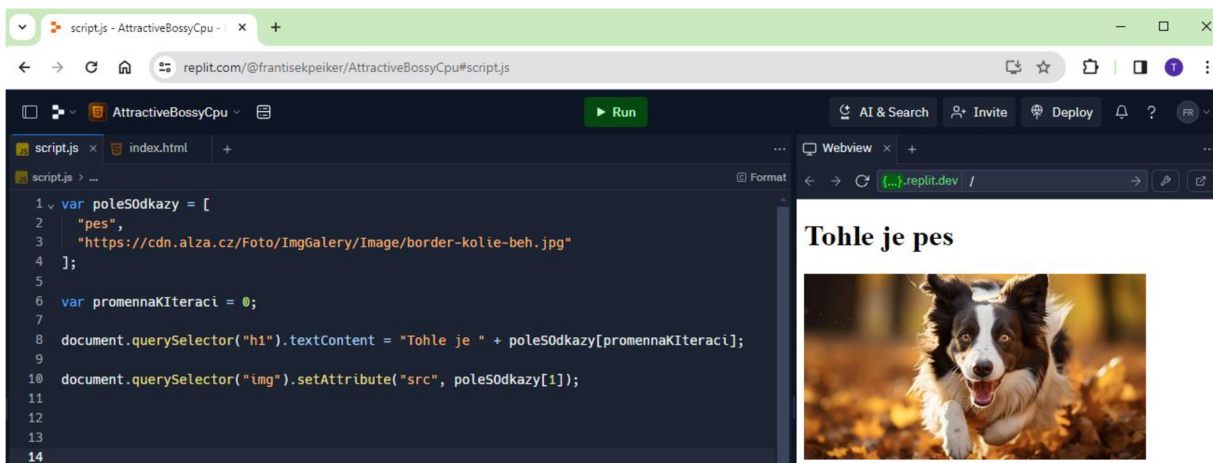 script.js - AttractiveBossyCpu -
replit.com/@frantisekpeiker/AttractiveBossyCpu#script.js
T
AttractiveBossyCpu
Run
AI & Search
Invite
Deploy
?
FR
script.js
index.html
+
Webview
+
script.js > ...
Format
{...}.replit.dev /
1 var poleSOdkazy = [
2 "pes",
3 "https://cdn.alza.cz/Foto/ImgGalery/Image/border-kolie-beh.jpg"
4 ];
5
6 var promennaKIteraci = 0;
7
8 document.querySelector("h1").textContent = "Tohle je " + poleSOdkazy[promennaKIteraci];
9
10 document.querySelector("img").setAttribute("src", poleSOdkazy[1]);
11
12
13
14
Tohle je pes